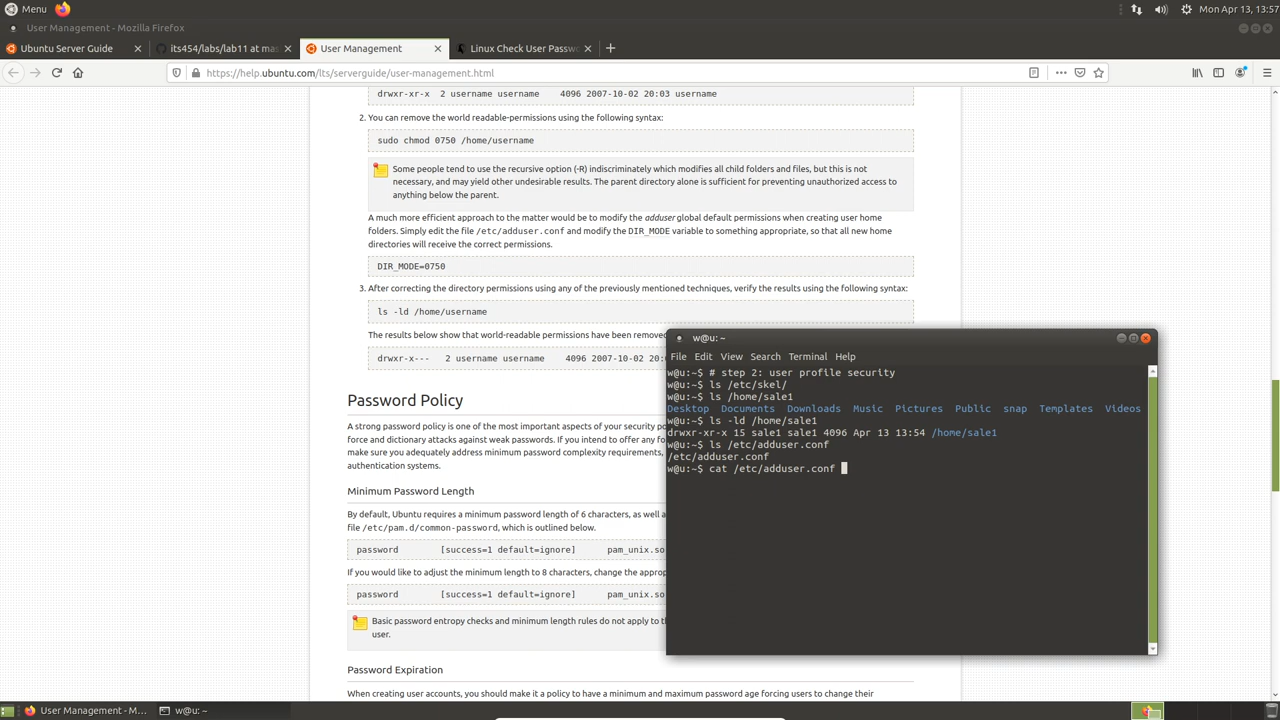 Menu
Mon Apr 13, 13:57
User Management - Mozilla Firefox
Ubuntu Server Guide
its454/labs/lab11 at mas
User Management
Linux Check User Passwo
https://help.ubuntu.com/lts/serverguide/user-management.html
drwxr-xr-x 2 username username 4096 2007-10-02 20:03 username
2. You can remove the world readable-permissions using the following syntax:
sudo chmod 0750 /home/username
Some people tend to use the recursive option (-R) indiscriminately which modifies all child folders and files, but this is not
necessary, and may yield other undesirable results. The parent directory alone is sufficient for preventing unauthorized access to
anything below the parent.
A much more efficient approach to the matter would be to modify the adduser global default permissions when creating user home
folders. Simply edit the file /etc/adduser.conf and modify the DIR_MODE variable to something appropriate, so that all new home
directories will receive the correct permissions.
DIR_MODE=0750
3. After correcting the directory permissions using any of the previously mentioned techniques, verify the results using the following syntax:
ls -ld /home/username
The results below show that world-readable permissions have been removed
drwxr-x--- 2 username username 4096 2007-10-02 20:0
Password Policy
A strong password policy is one of the most important aspects of your security po
force and dictionary attacks against weak passwords. If you intend to offer any fo
make sure you adequately address minimum password complexity requirements,
authentication systems.
Minimum Password Length
By default, Ubuntu requires a minimum password length of 6 characters, as well a
file /etc/pam.d/common-password, which is outlined below.
password [success=1 default=ignore] pam_unix.so
If you would like to adjust the minimum length to 8 characters, change the approp
password [success=1 default=ignore] pam_unix.so
Basic password entropy checks and minimum length rules do not apply to th
user.
Password Expiration
When creating user accounts, you should make it a policy to have a minimum and maximum password age forcing users to change their
w@u: ~
File Edit View Search Terminal Help
w@u:~$ # step 2: user profile security
w@u:~$ ls /etc/skel/
w@u:~$ ls /home/sale1
Desktop Documents Downloads Music Pictures Public snap Templates Videos
w@u:~$ ls -ld /home/sale1
drwxr-xr-x 15 sale1 sale1 4096 Apr 13 13:54 /home/sale1
w@u:~$ ls /etc/adduser.conf
/etc/adduser.conf
w@u:~$ cat /etc/adduser.conf
User Management - M...
w@u: ~